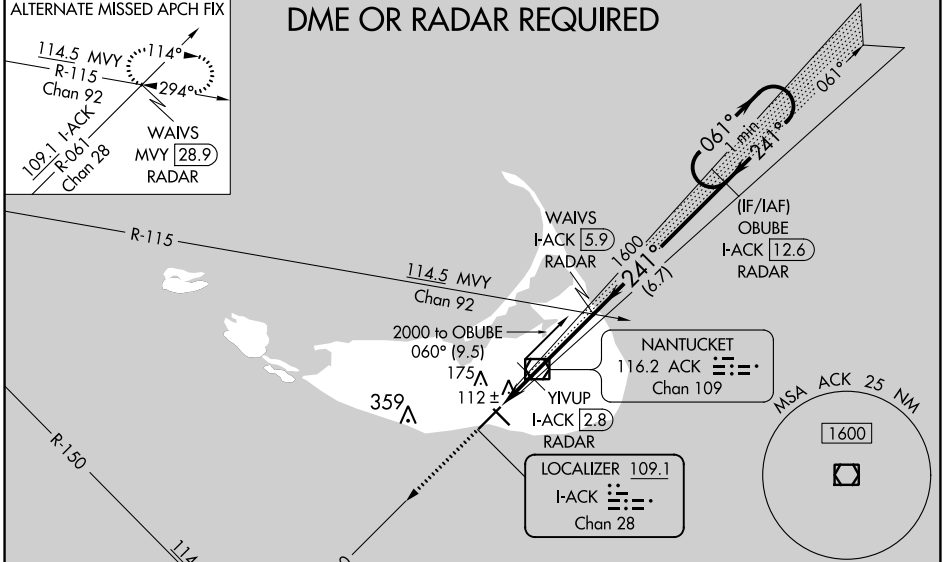 ALTERNATE MISSED APCH FIX
114.5 MVY
R-115
Chan 92
114°
294°
109.1 I-ACK
R-061
Chan 28
WAIVS
MVY 28.9
RADAR
DME OR RADAR REQUIRED
061°
061°
1 min
241°
(IF/IAF)
OBUBE
I-ACK 12.6
RADAR
WAIVS
I-ACK 5.9
RADAR
1600
241°
(6.7)
R-115
114.5 MVY
Chan 92
2000 to OBUBE
060° (9.5)
175
112 ±
359
NANTUCKET
116.2 ACK
Chan 109
YIVUP
I-ACK 2.8
RADAR
LOCALIZER 109.1
I-ACK
Chan 28
MSA ACK 25 NM
1600
R-150